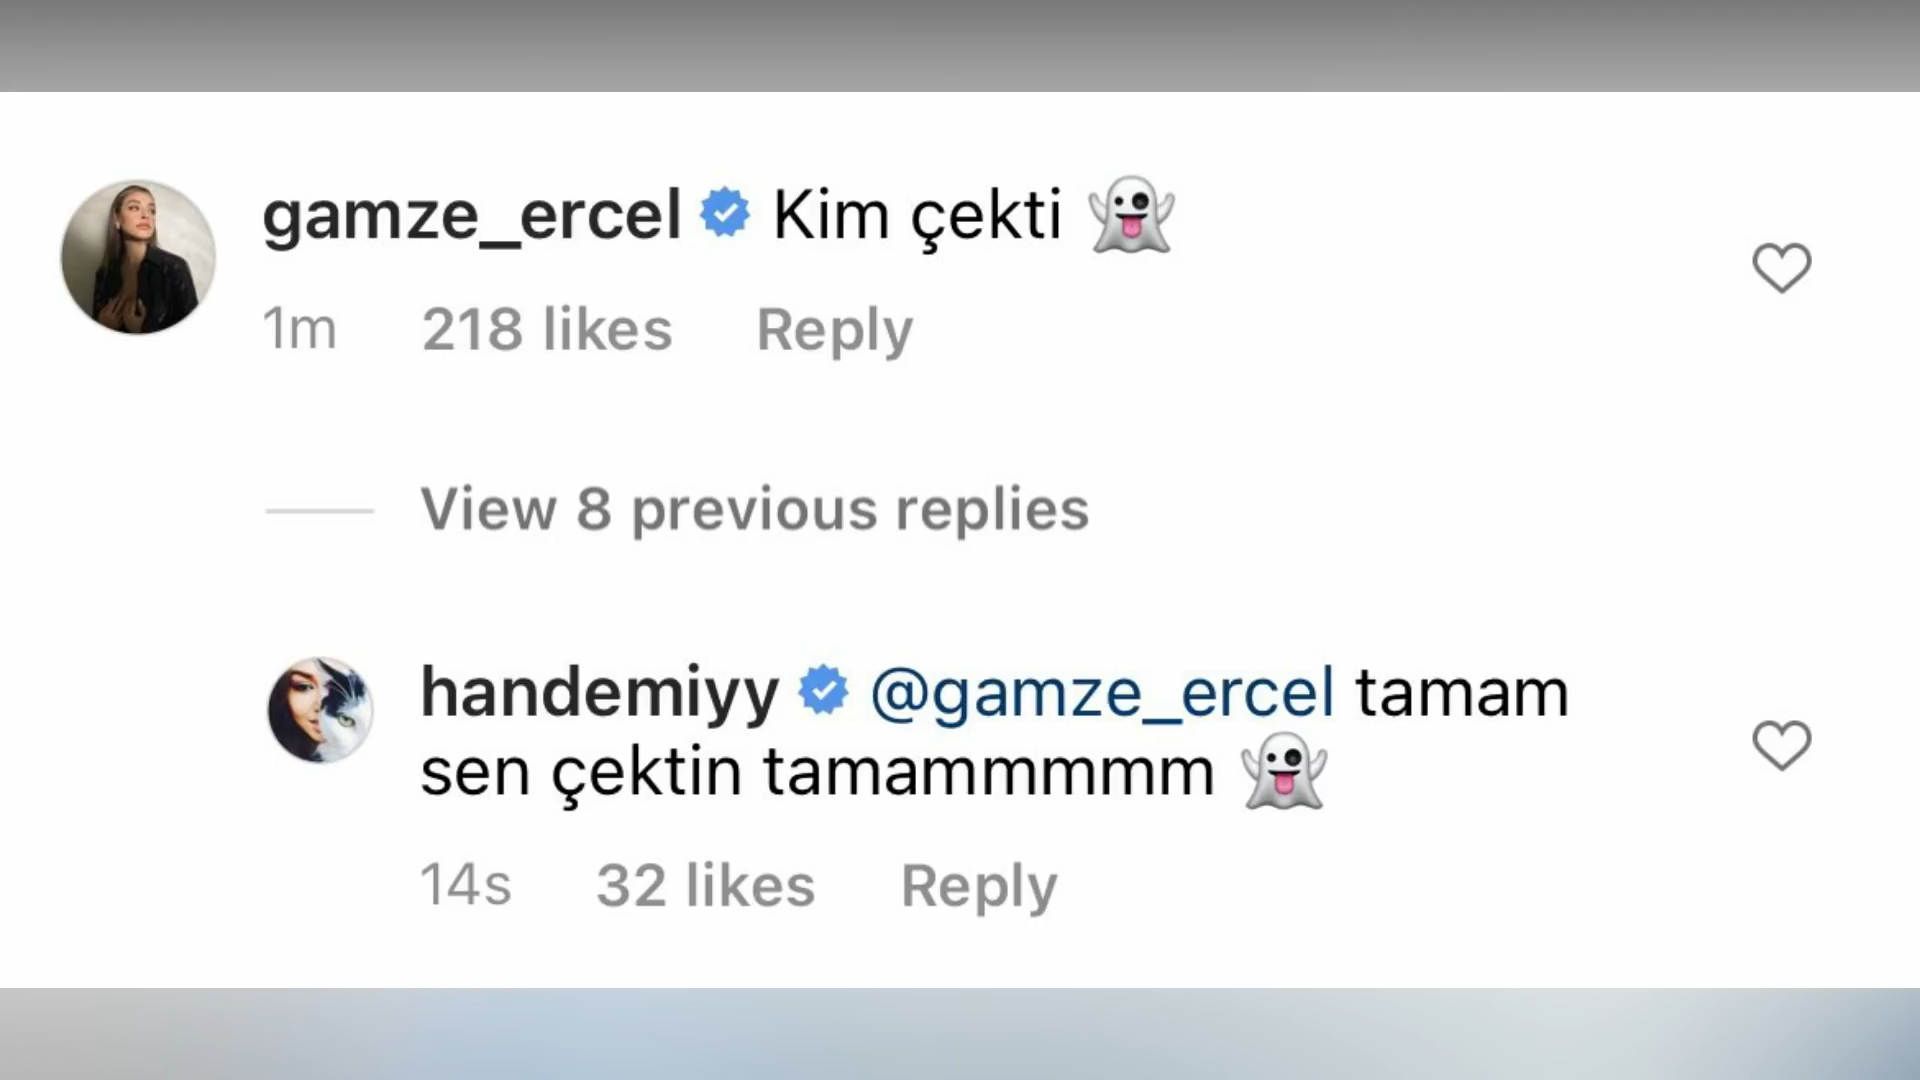 gamze_ercel Kim çekti 👻
1m 218 likes Reply
View 8 previous replies
handemiyy @gamze_ercel tamam
sen çektin tamammmmm 👻
14s 32 likes Reply